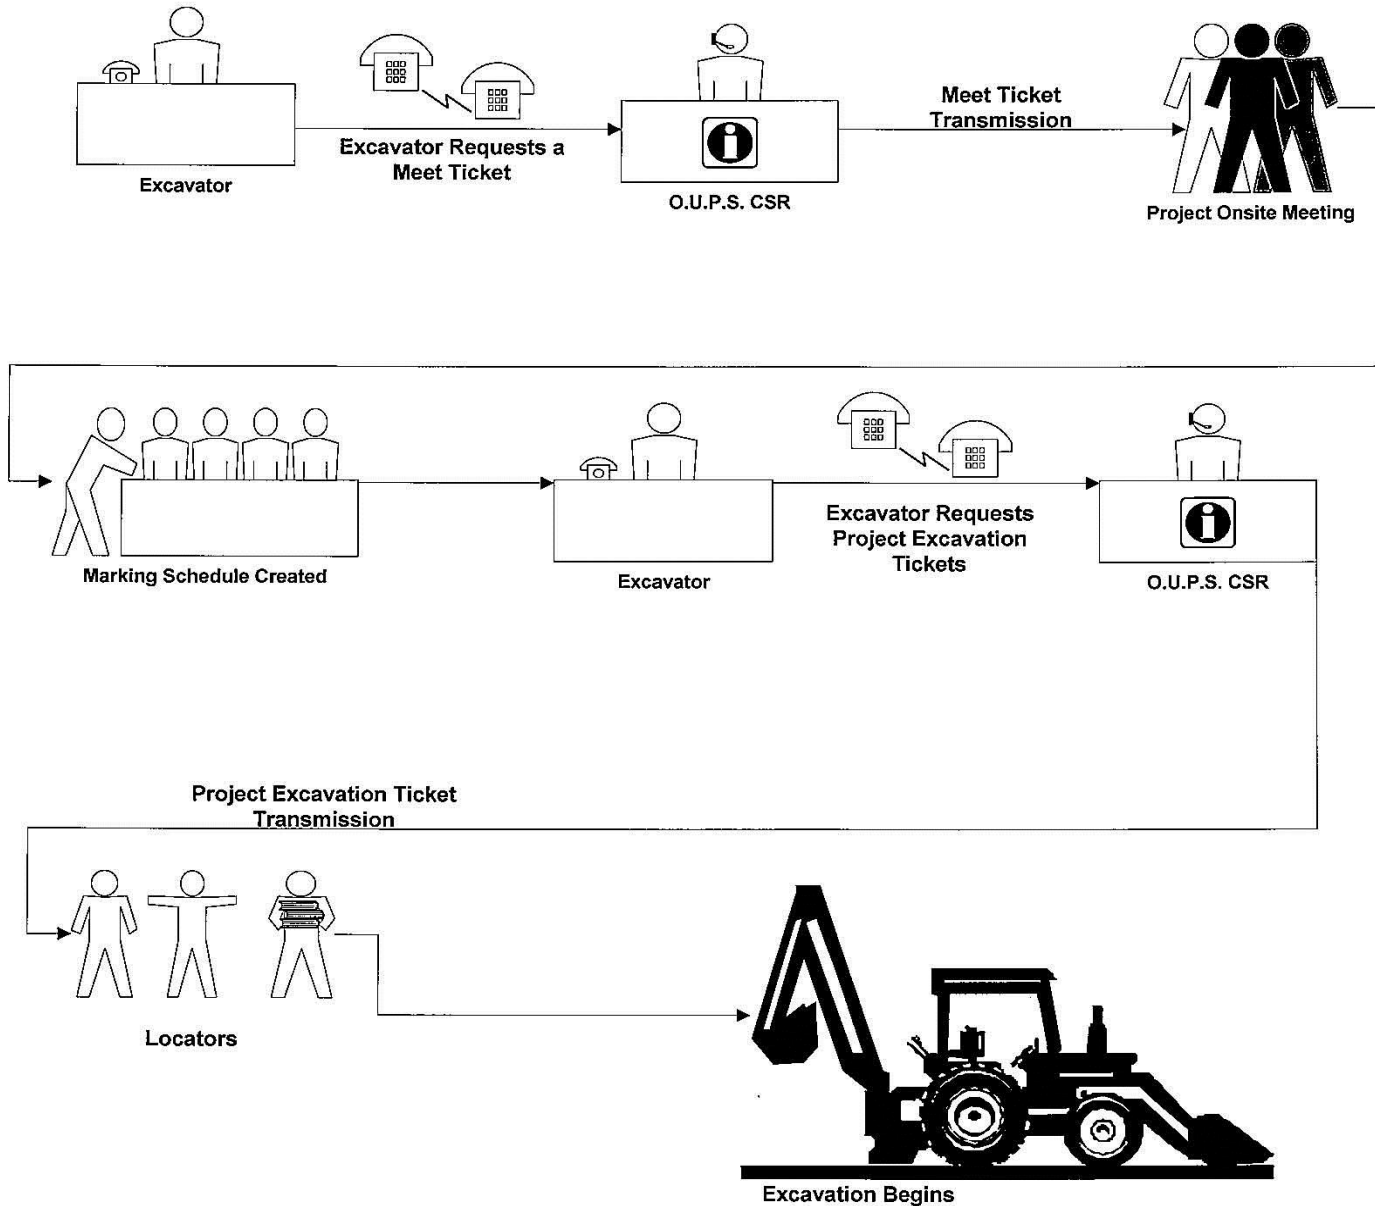 Excavator
Excavator Requests a
Meet Ticket
O.U.P.S. CSR
Meet Ticket
Transmission
Project Onsite Meeting
Marking Schedule Created
Excavator
Excavator Requests
Project Excavation
Tickets
O.U.P.S. CSR
Project Excavation Ticket
Transmission
Locators
Excavation Begins